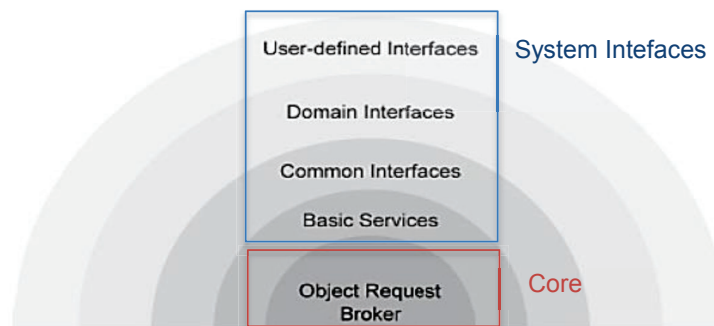 User-defined Interfaces
System Intefaces
Domain Interfaces
Common Interfaces
Basic Services
Object Request
Broker
Core